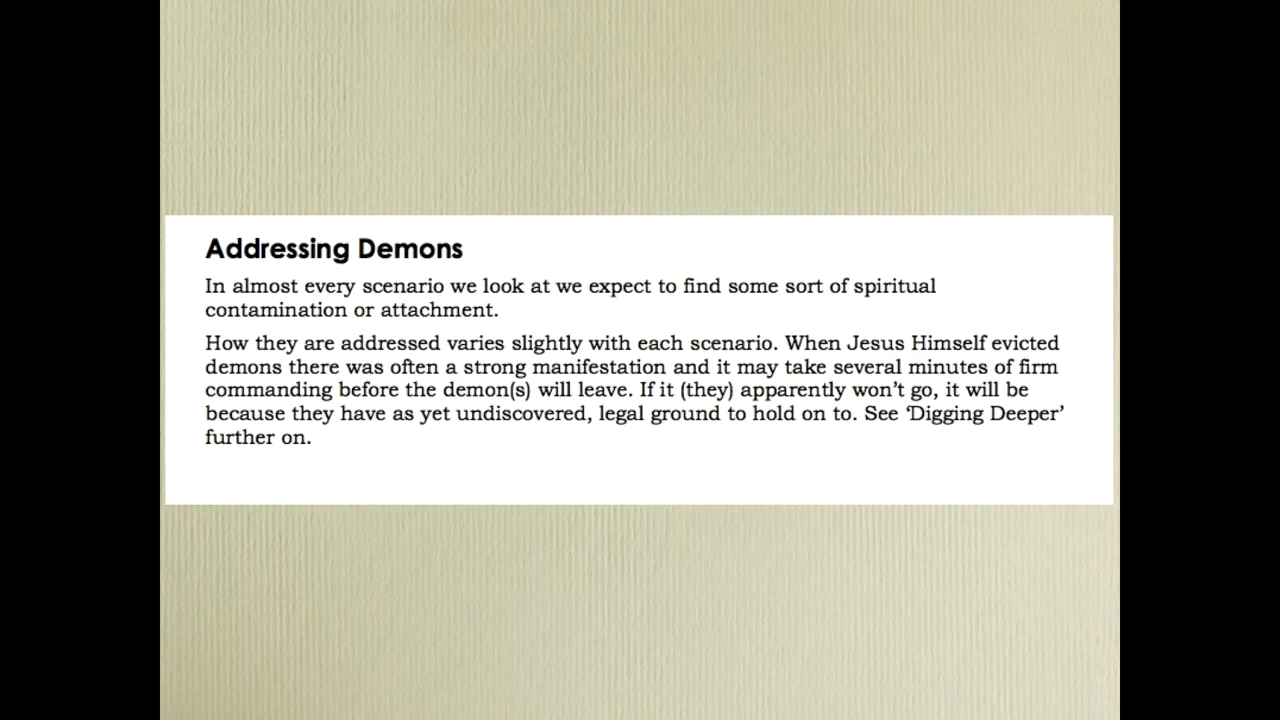 Addressing Demons
In almost every scenario we look at we expect to find some sort of spiritual
contamination or attachment.
How they are addressed varies slightly with each scenario. When Jesus Himself evicted
demons there was often a strong manifestation and it may take several minutes of firm
commanding before the demon(s) will leave. If it (they) apparently won’t go, it will be
because they have as yet undiscovered, legal ground to hold on to. See ‘Digging Deeper’
further on.